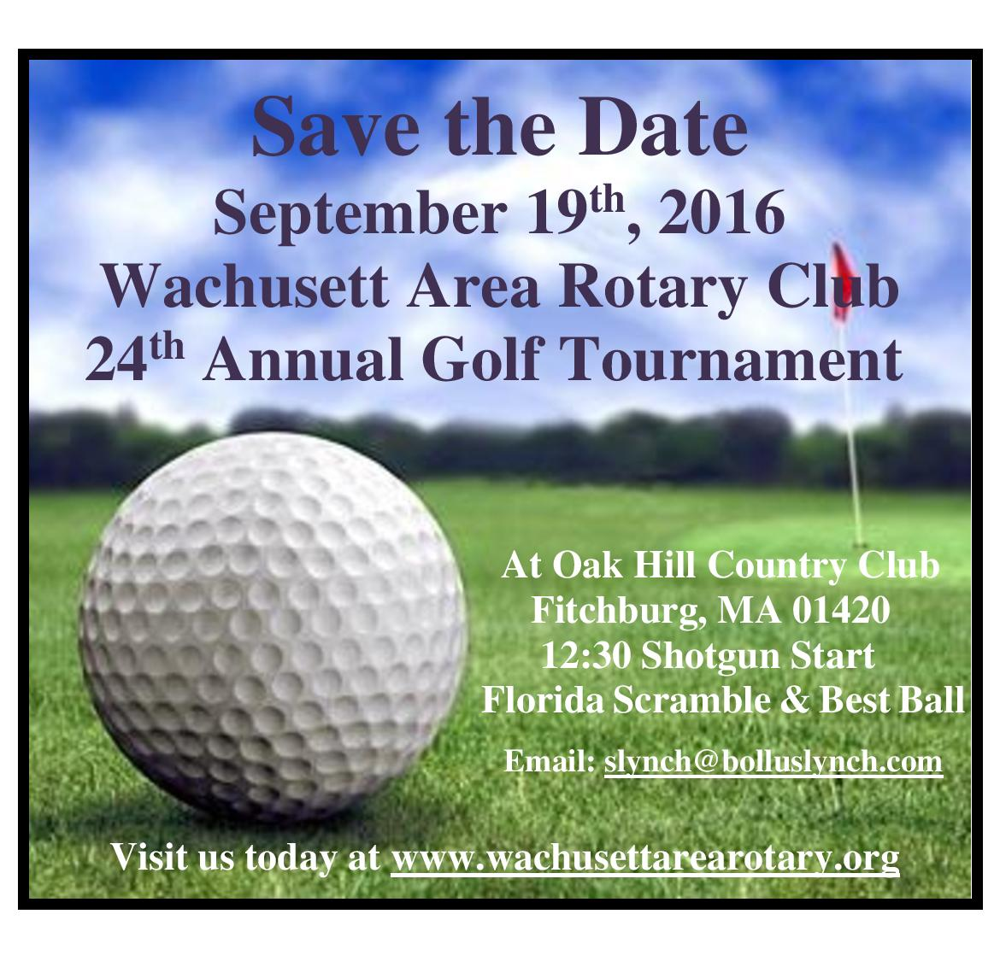 Save the Date
September 19th, 2016
Wachusett Area Rotary Club
24th Annual Golf Tournament
At Oak Hill Country Club
Fitchburg, MA 01420
12:30 Shotgun Start
Florida Scramble & Best Ball
Email: slynch@bolluslynch.com
Visit us today at www.wachusettarearotary.org